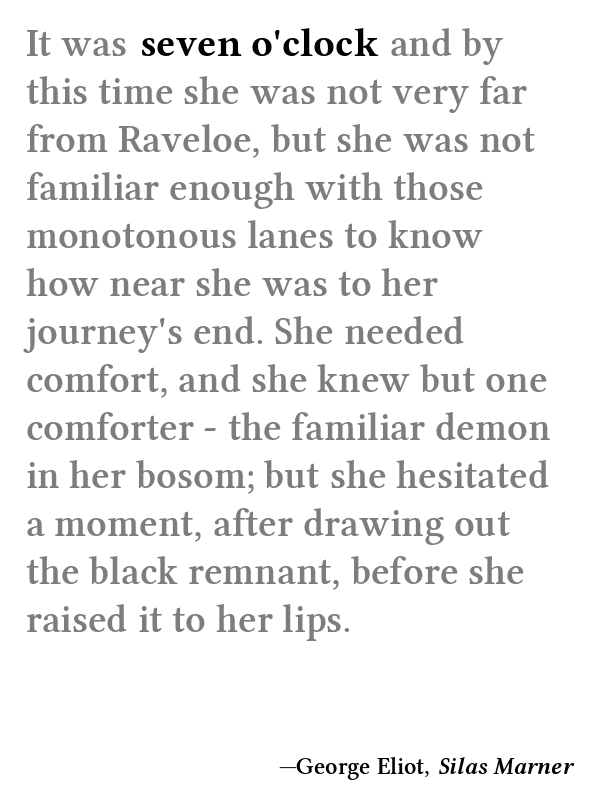 It was seven o'clock and by
this time she was not very far
from Raveloe, but she was not
familiar enough with those
monotonous lanes to know
how near she was to her
journey's end. She needed
comfort, and she knew but one
comforter - the familiar demon
in her bosom; but she hesitated
a moment, after drawing out
the black remnant, before she
raised it to her lips.
—George Eliot, Silas Marner